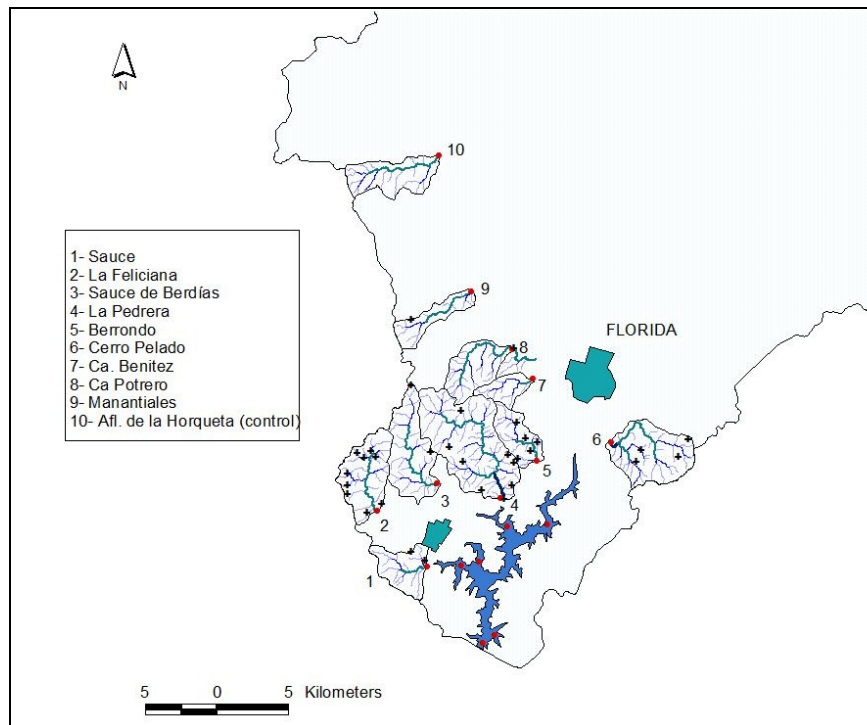 N
10
1- Sauce
2- La Feliciana
3- Sauce de Berdías
4- La Pedrera
5- Berrondo
6- Cerro Pelado
7- Ca. Benitez
8- Ca Potrero
9- Manantiales
10- Afl. de la Horqueta (control)
9
FLORIDA
8
7
6
5
3
4
2
1
5 0 5 Kilometers